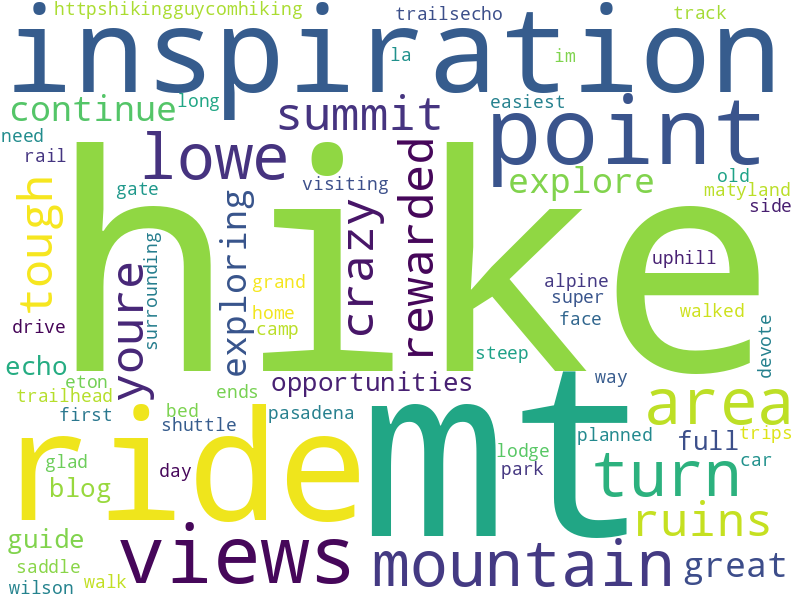 httpshikingguycomhiking
trailsecho
track
inspiration
la
im
continue
long
summit
easiest
point
need
rail
lowe
gate
visiting
rewarded
explore
old
matyland
side
tough
hike
exploring
crazy
youre
surrounding
uphill
grand
home
camp
alpine
super
face
walked
drive
echo
steep
devote
eton
trailhead
first
ends
opportunities
way
mt
area
ride
bed
shuttle
pasadena
planned
full
trips
glad
blog
day
lodge
park
turn
car
guide
views
ruins
saddle
wilson
walk
mountain
great